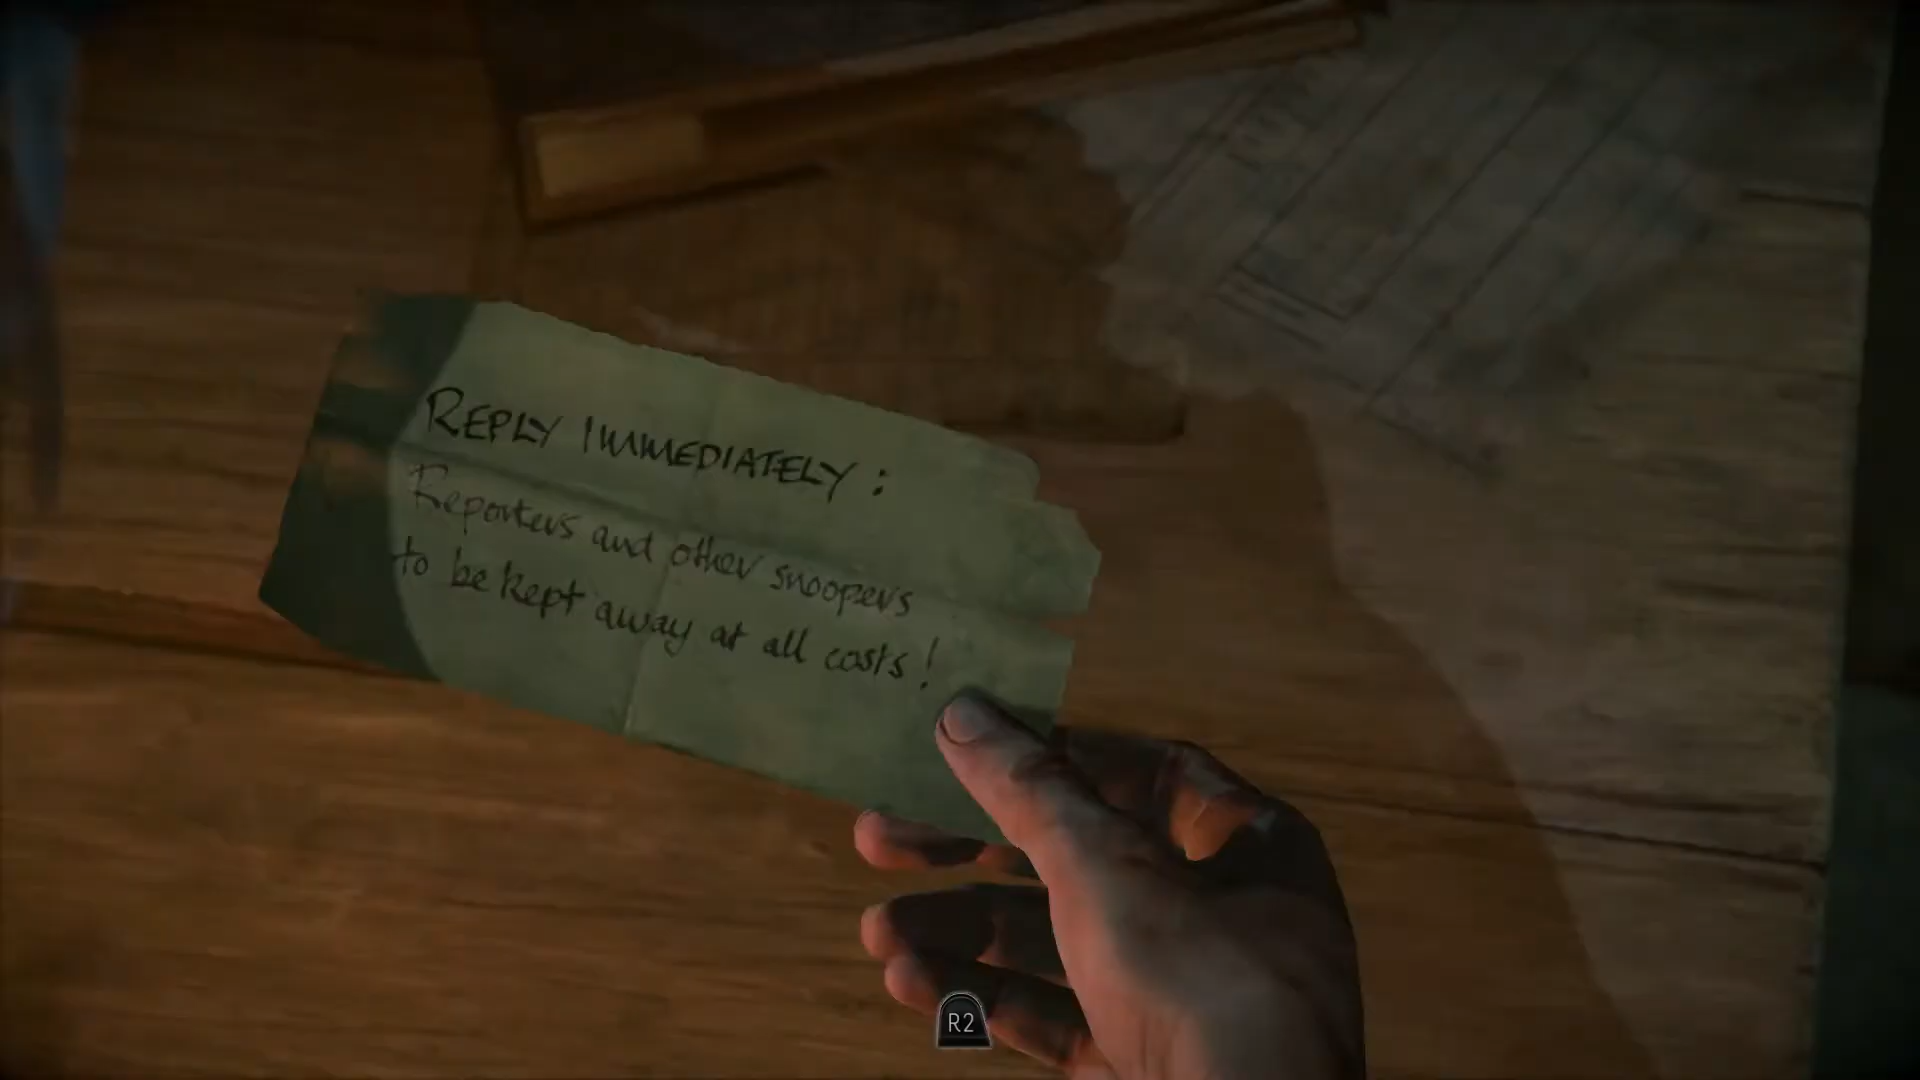 REPLY IMMEDIATELY:
Reporters and other snoopers
to be kept away at all costs!
R2